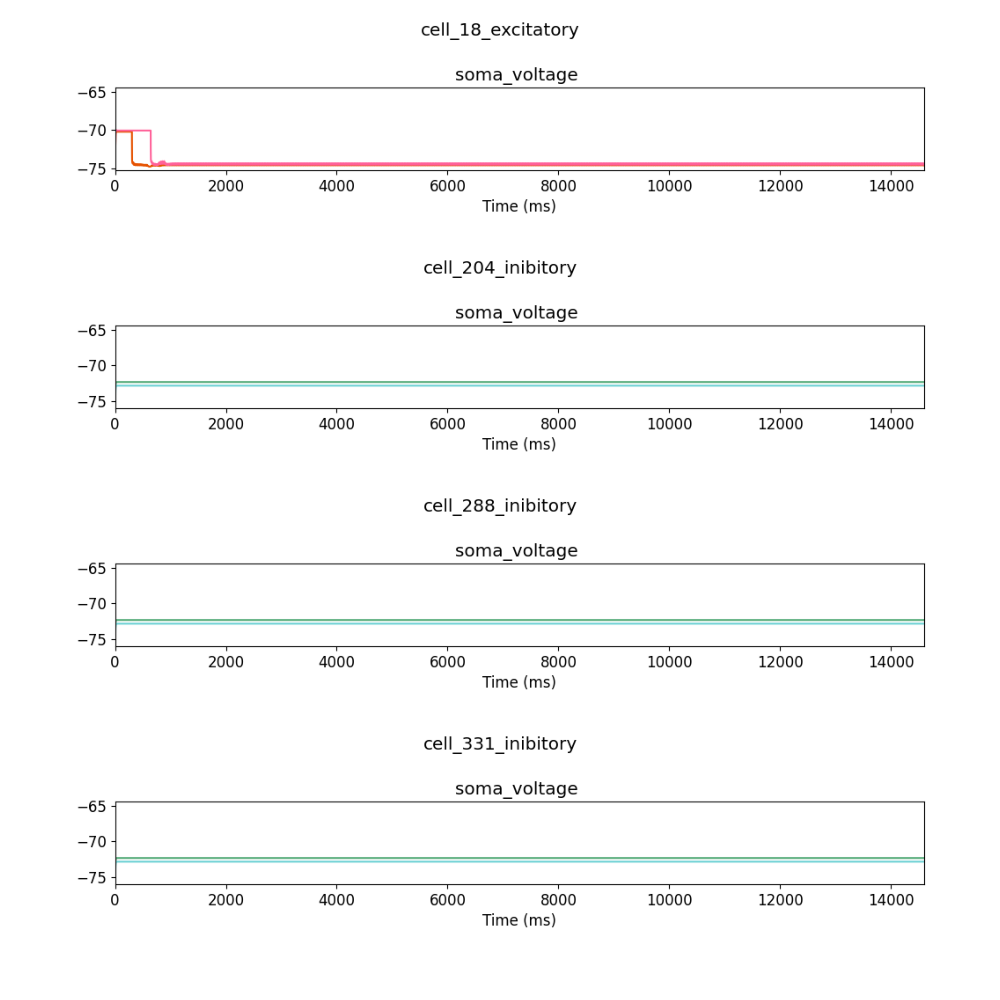 cell_18_excitatory
soma_voltage
−65
−70
−75
0 2000 4000 6000 8000 10000 12000 14000
Time (ms)
cell_204_inibitory
soma_voltage
−65
−70
−75
0 2000 4000 6000 8000 10000 12000 14000
Time (ms)
cell_288_inibitory
soma_voltage
−65
−70
−75
0 2000 4000 6000 8000 10000 12000 14000
Time (ms)
cell_331_inibitory
soma_voltage
−65
−70
−75
0 2000 4000 6000 8000 10000 12000 14000
Time (ms)